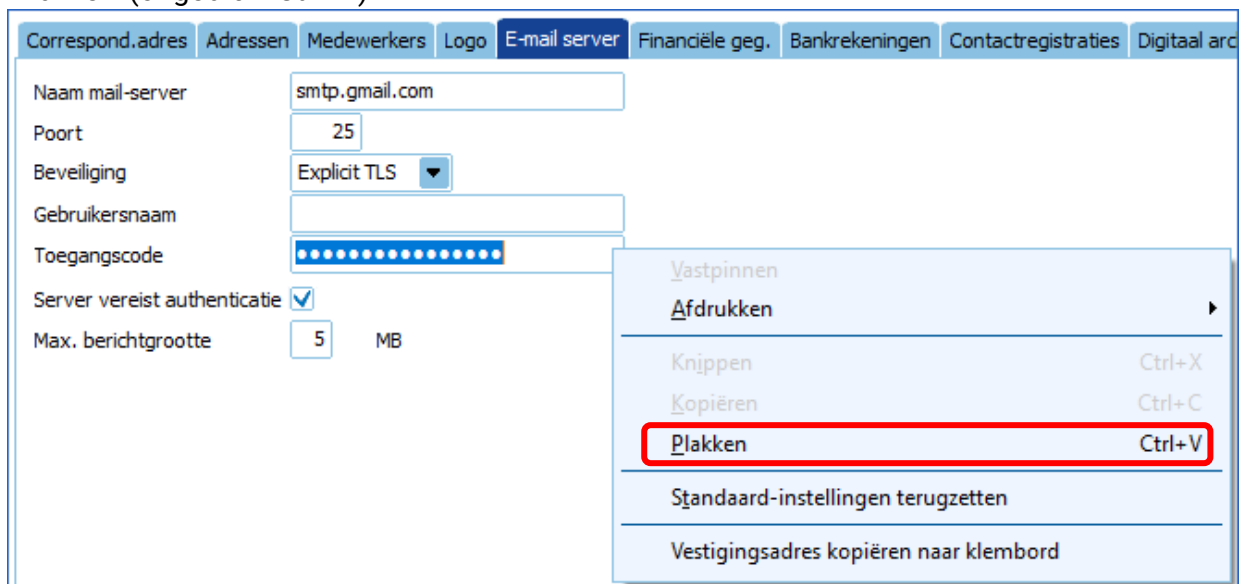 Correspond.adres Adressen Medewerkers Logo E-mail server Financiële geg. Bankrekeningen Contactregistraties Digitaal arc
Naam mail-server smtp.gmail.com
Poort 25
Beveiliging Explicit TLS
Gebruikersnaam
Toegangscode ••••••••••••••••
Server vereist authenticatie
Max. berichtgrootte 5 MB
Vastpinnen
Afdrukken
Knippen Ctrl+X
Kopiëren Ctrl+C
Plakken Ctrl+V
Standaard-instellingen terugzetten
Vestigingsadres kopiëren naar klembord